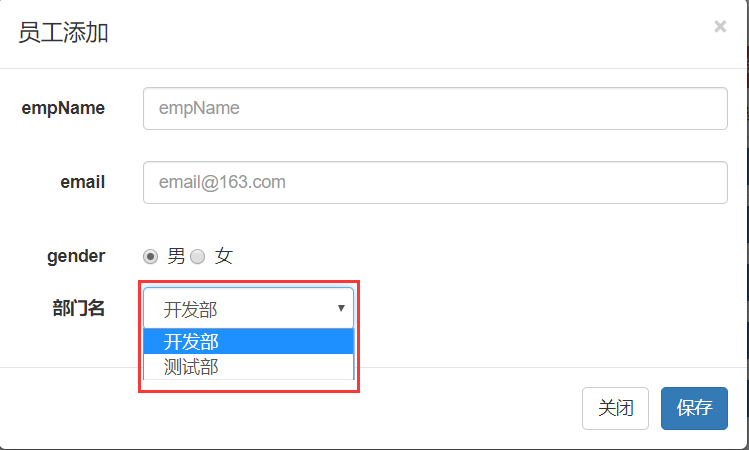 员工添加 ×
empName empName
email email@163.com
gender 男 女
部门名 开发部 ▼
开发部
测试部
关闭 保存